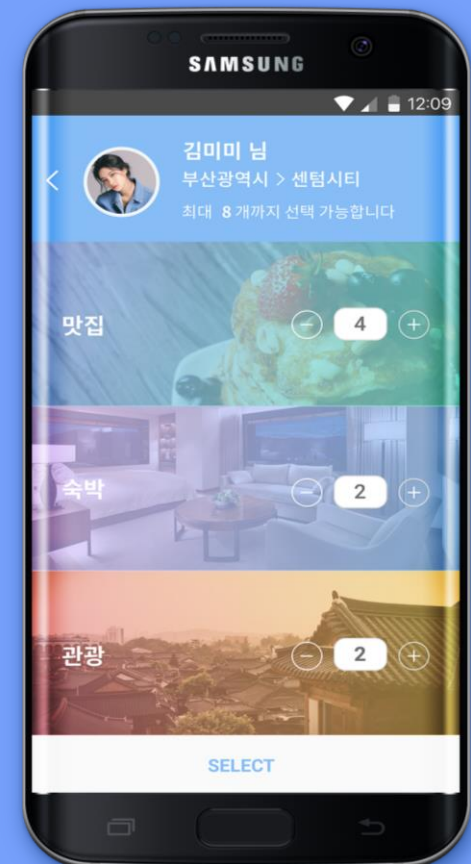 SAMSUNG
12:09
김미미 님
부산광역시 > 센텀시티
최대 8 개까지 선택 가능합니다
맛집
4
숙박
2
관광
2
SELECT